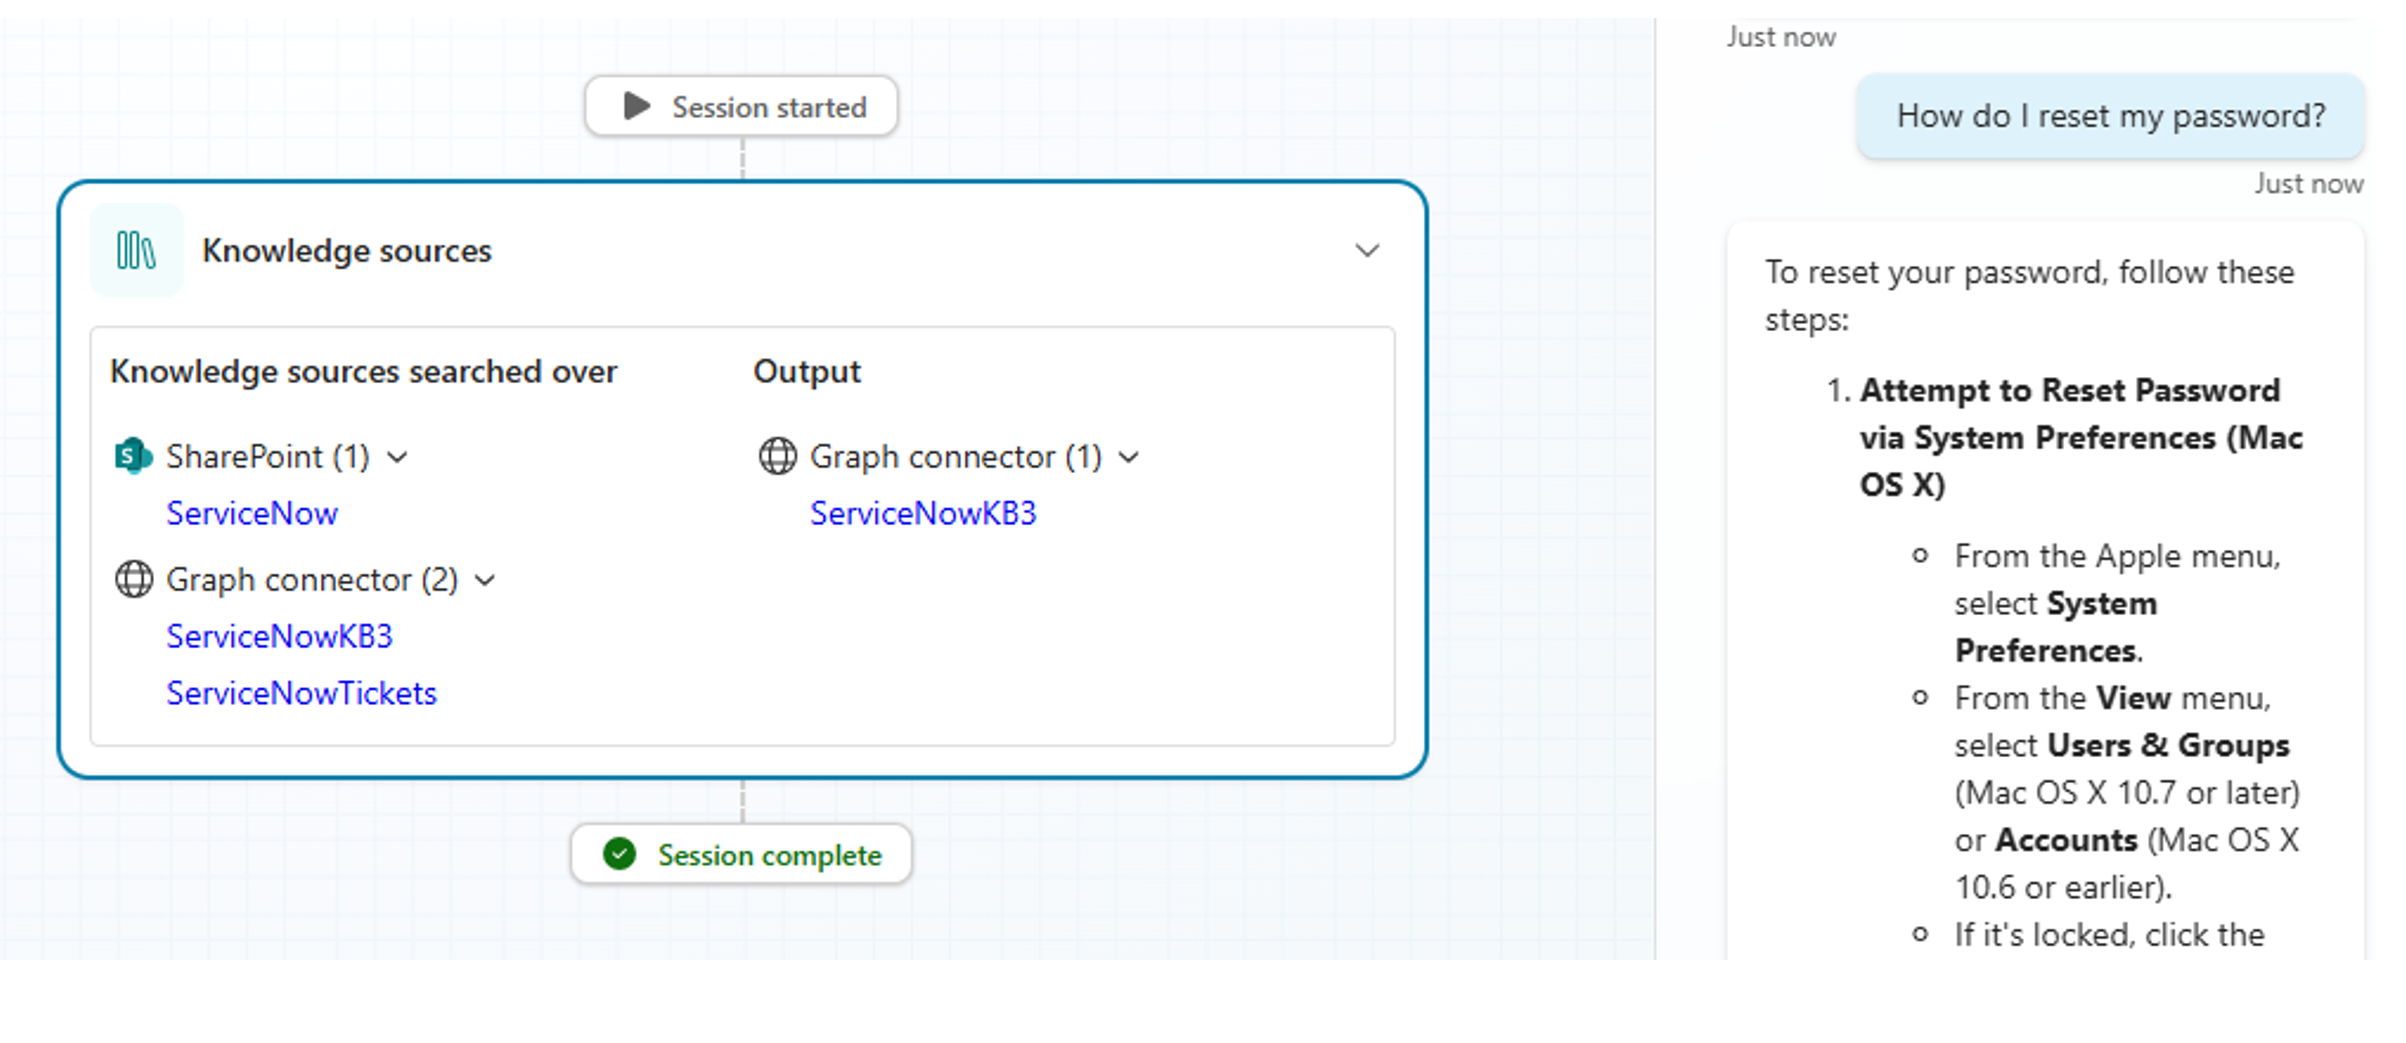 Session started
Knowledge sources
Knowledge sources searched over
SharePoint (1)
ServiceNow
Graph connector (2)
ServiceNowKB3
ServiceNowTickets
Output
Graph connector (1)
ServiceNowKB3
Session complete
Just now
How do I reset my password?
Just now
To reset your password, follow these
steps:
1. Attempt to Reset Password
via System Preferences (Mac
OS X)
From the Apple menu,
select System
Preferences.
From the View menu,
select Users & Groups
(Mac OS X 10.7 or later)
or Accounts (Mac OS X
10.6 or earlier).
If it's locked, click the